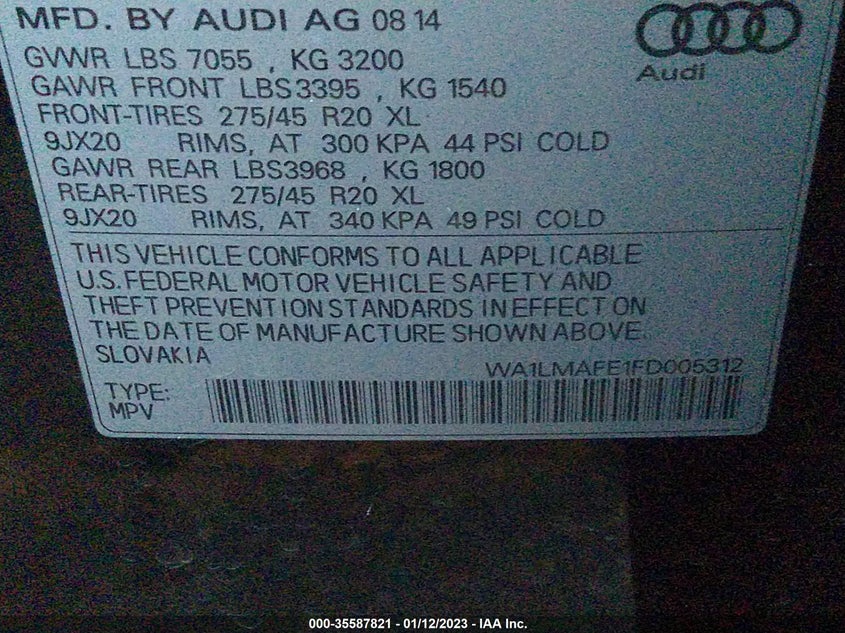 MFD. BY AUDI AG 08 14
Audi
GVWR LBS 7055 , KG 3200
GAWR FRONT LBS3395 , KG 1540
FRONT-TIRES 275/45 R20 XL
9JX20 RIMS, AT 300 KPA 44 PSI COLD
GAWR REAR LBS3968 , KG 1800
REAR-TIRES 275/45 R20 XL
9JX20 RIMS, AT 340 KPA 49 PSI COLD
THIS VEHICLE CONFORMS TO ALL APPLICABLE
U.S. FEDERAL MOTOR VEHICLE SAFETY AND
THEFT PREVENTION STANDARDS IN EFFECT ON
THE DATE OF MANUFACTURE SHOWN ABOVE.
SLOVAKIA
WA1LMAFE1FD005312
TYPE:
MPV
000-35587821 - 01/12/2023 - IAA Inc.